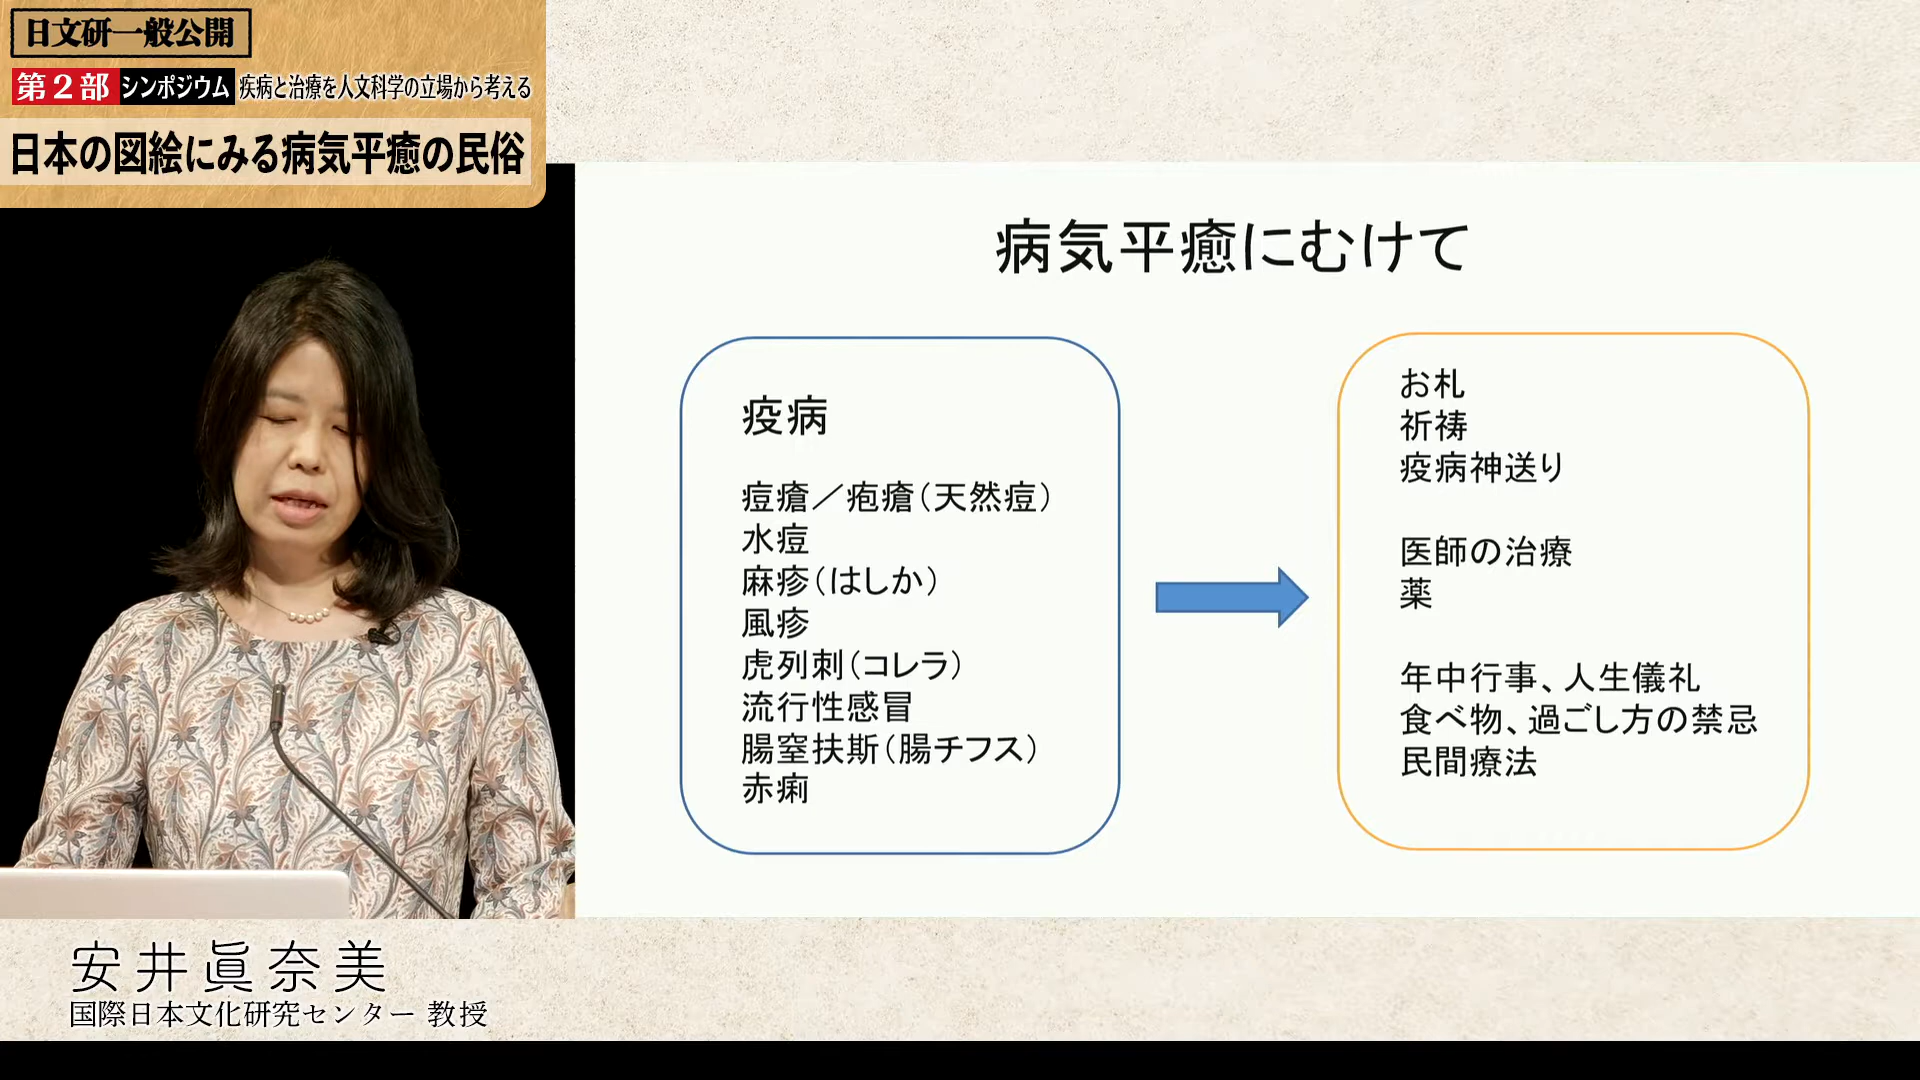 日文研一般公開
第2部 シンポジウム 疾病と治療を人文科学の立場から考える
日本の図絵にみる病気平癒の民俗
病気平癒にむけて
疫病
痘瘡／疱瘡（天然痘）
水痘
麻疹（はしか）
風疹
虎列刺（コレラ）
流行性感冒
腸窒扶斯（腸チフス）
赤痢
お札
祈祷
疫病神送り
医師の治療
薬
年中行事、人生儀礼
食べ物、過ごし方の禁忌
民間療法
安井眞奈美
国際日本文化研究センター 教授